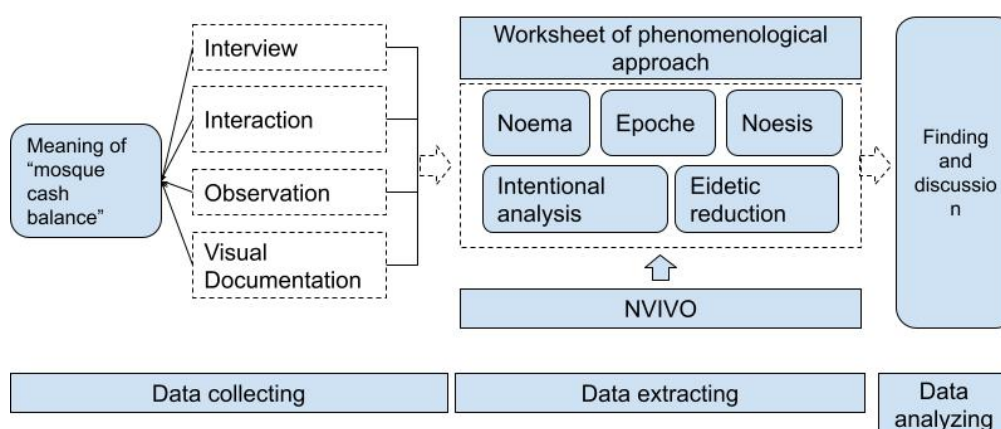 Meaning of
“mosque
cash
balance”
Interview
Interaction
Observation
Visual
Documentation
Worksheet of phenomenological
approach
Noema
Epoche
Noesis
Intentional
analysis
Eidetic
reduction
NVIVO
Finding
and
discussio
n
Data collecting
Data extracting
Data
analyzing